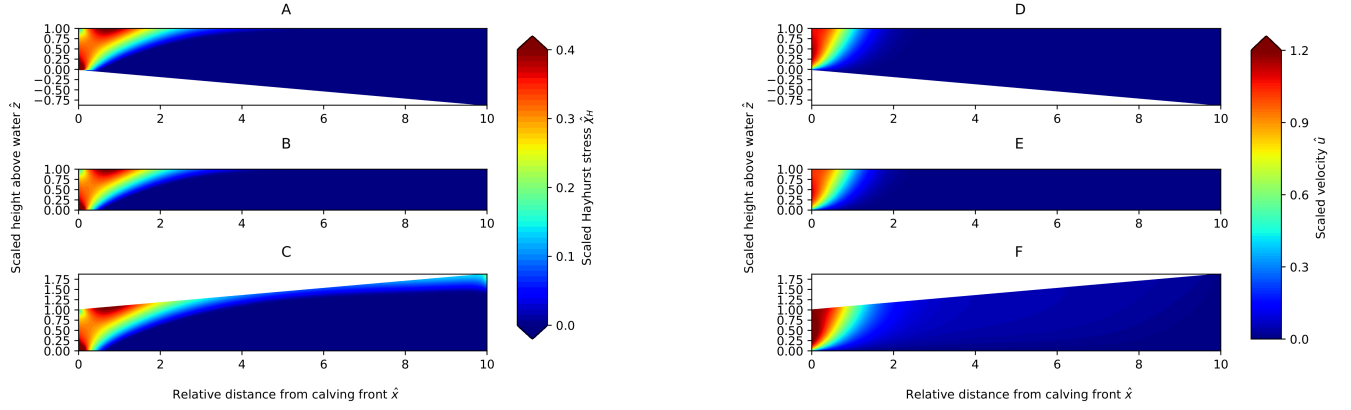 A
1.00
0.75
0.50
0.25
0.00
−0.25
−0.50
−0.75
0 2 4 6 8 10
B
1.00
0.75
0.50
0.25
0.00
0 2 4 6 8 10
C
1.75
1.50
1.25
1.00
0.75
0.50
0.25
0.00
0 2 4 6 8 10
Scaled height above water ẑ
Relative distance from calving front x̂
0.4
0.3
0.2
0.1
0.0
Scaled Hayhurst stress χ̂_H
D
1.00
0.75
0.50
0.25
0.00
−0.25
−0.50
−0.75
0 2 4 6 8 10
E
1.00
0.75
0.50
0.25
0.00
0 2 4 6 8 10
F
1.75
1.50
1.25
1.00
0.75
0.50
0.25
0.00
0 2 4 6 8 10
Scaled height above water ẑ
Relative distance from calving front x̂
1.2
0.9
0.6
0.3
0.0
Scaled velocity û